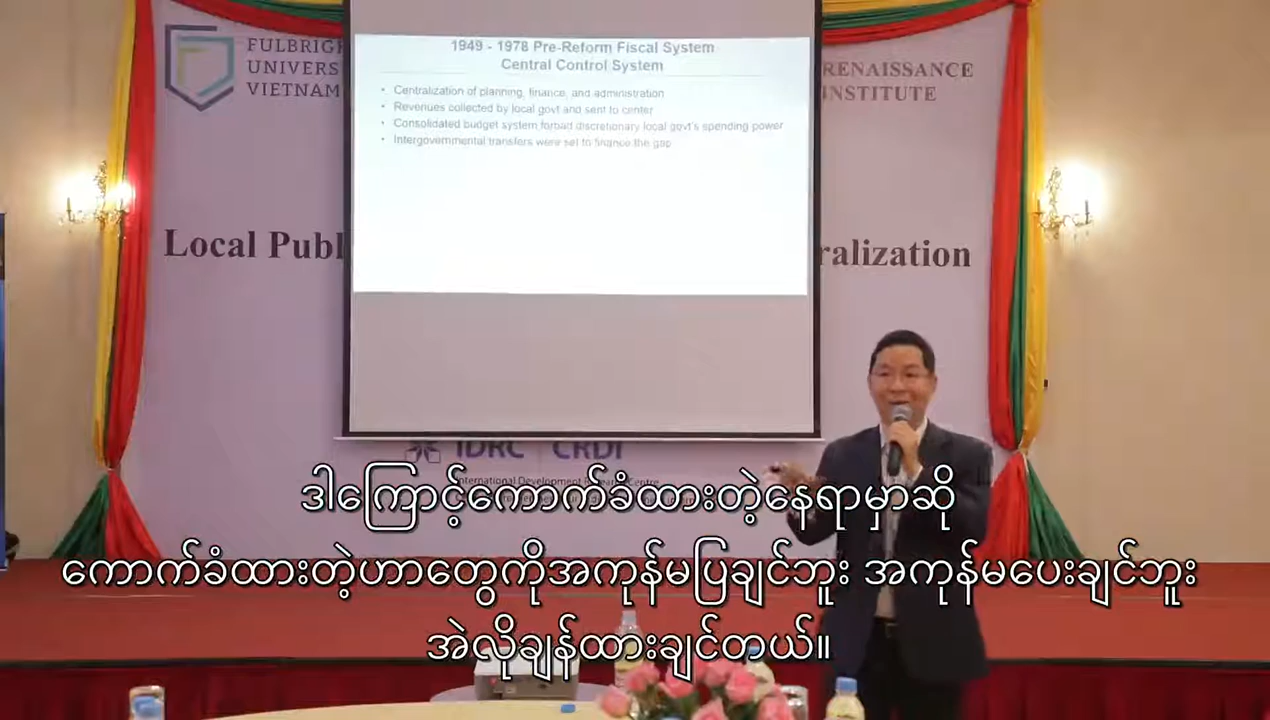 FULBRIG
UNIVERS
VIETNAM
1949 - 1978 Pre-Reform Fiscal System
Central Control System
• Centralization of planning, finance, and administration
• Revenues collected by local govt and sent to center
• Consolidated budget system forbad discretionary local govt's spending power
• Intergovernmental transfers were set to finance the gap
RENAISSANCE
INSTITUTE
Local Publ
ralization
IDRC CRDI
International Development Research Centre
ဒါကြောင့်ကောက်ခံထားတဲ့နေရာမှာဆို
ကောက်ခံထားတဲ့ဟာတွေကိုအကုန်မပြချင်ဘူး အကုန်မပေးချင်ဘူး
အဲလိုချန်ထားချင်တယ်။